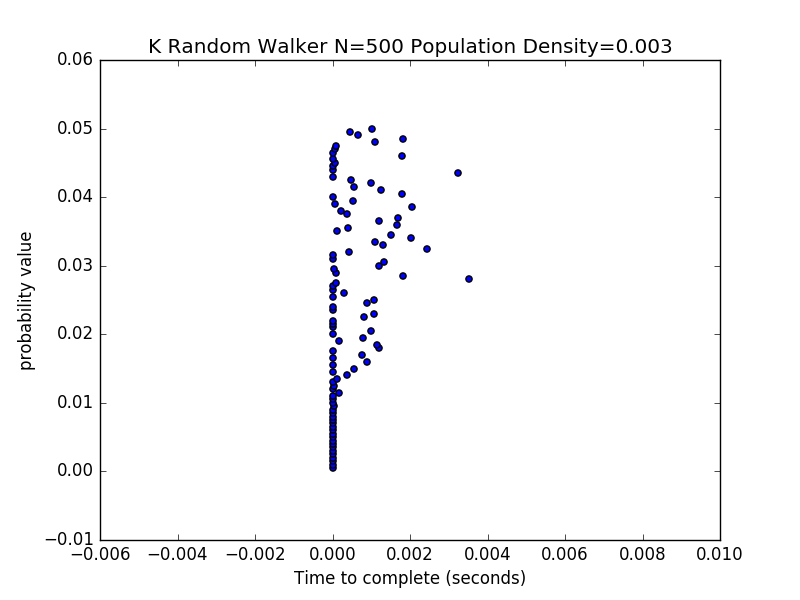 K Random Walker N=500 Population Density=0.003
0.06
0.05
0.04
0.03
0.02
0.01
0.00
−0.01
probability value
−0.006 −0.004 −0.002 0.000 0.002 0.004 0.006 0.008 0.010
Time to complete (seconds)